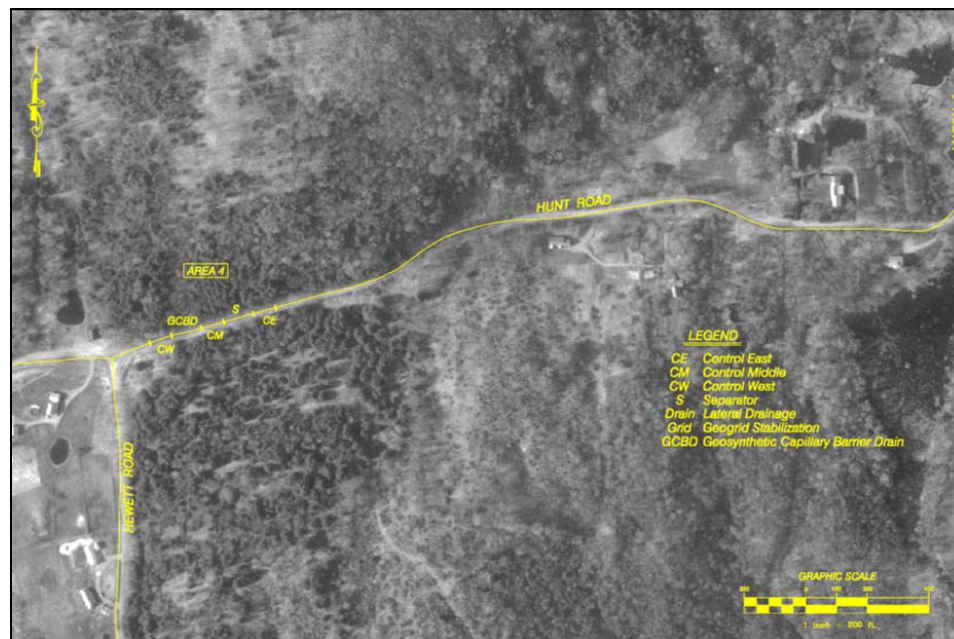 HUNT ROAD
AREA 4
S
GCBD
CE
CM
CW
LEGEND
CE Control East
CM Control Middle
CW Control West
S Separator
Drain Lateral Drainage
Grid Geogrid Stabilization
GCBD Geosynthetic Capillary Barrier Drain
HEWETT ROAD
GRAPHIC SCALE
1 inch = 200 ft.